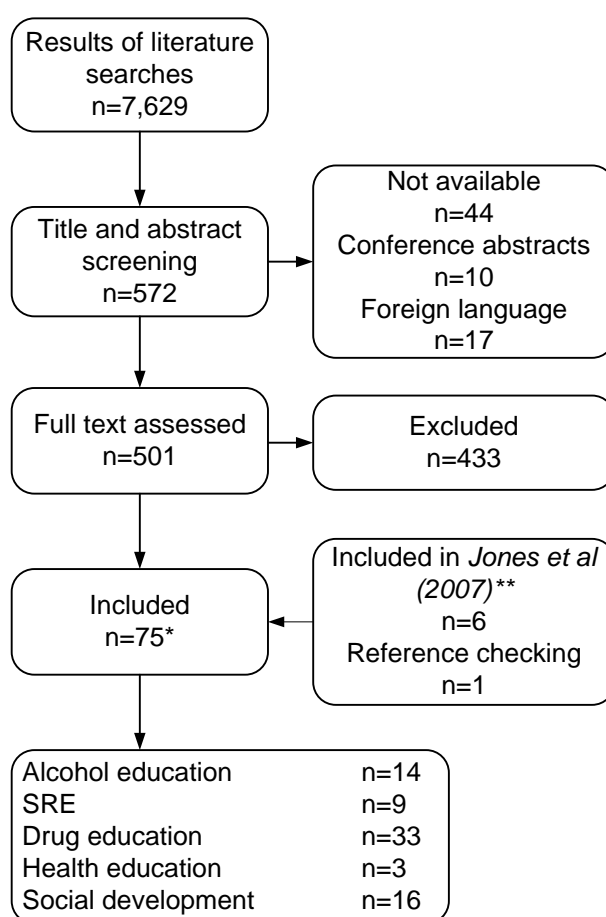 Results of literature
searches
n=7,629
Title and abstract
screening
n=572
Not available
n=44
Conference abstracts
n=10
Foreign language
n=17
Full text assessed
n=501
Excluded
n=433
Included
n=75*
Included in Jones et al
(2007)**
n=6
Reference checking
n=1
Alcohol education n=14
SRE n=9
Drug education n=33
Health education n=3
Social development n=16